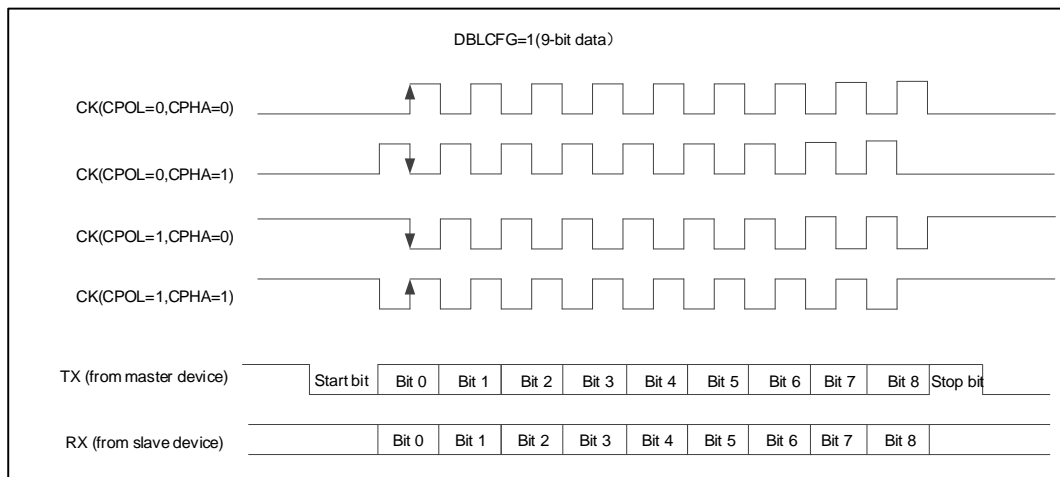 DBLCFG=1(9-bit data）
CK(CPOL=0,CPHA=0)
CK(CPOL=0,CPHA=1)
CK(CPOL=1,CPHA=0)
CK(CPOL=1,CPHA=1)
TX (from master device) Start bit Bit 0 Bit 1 Bit 2 Bit 3 Bit 4 Bit 5 Bit 6 Bit 7 Bit 8 Stop bit
RX (from slave device) Bit 0 Bit 1 Bit 2 Bit 3 Bit 4 Bit 5 Bit 6 Bit 7 Bit 8